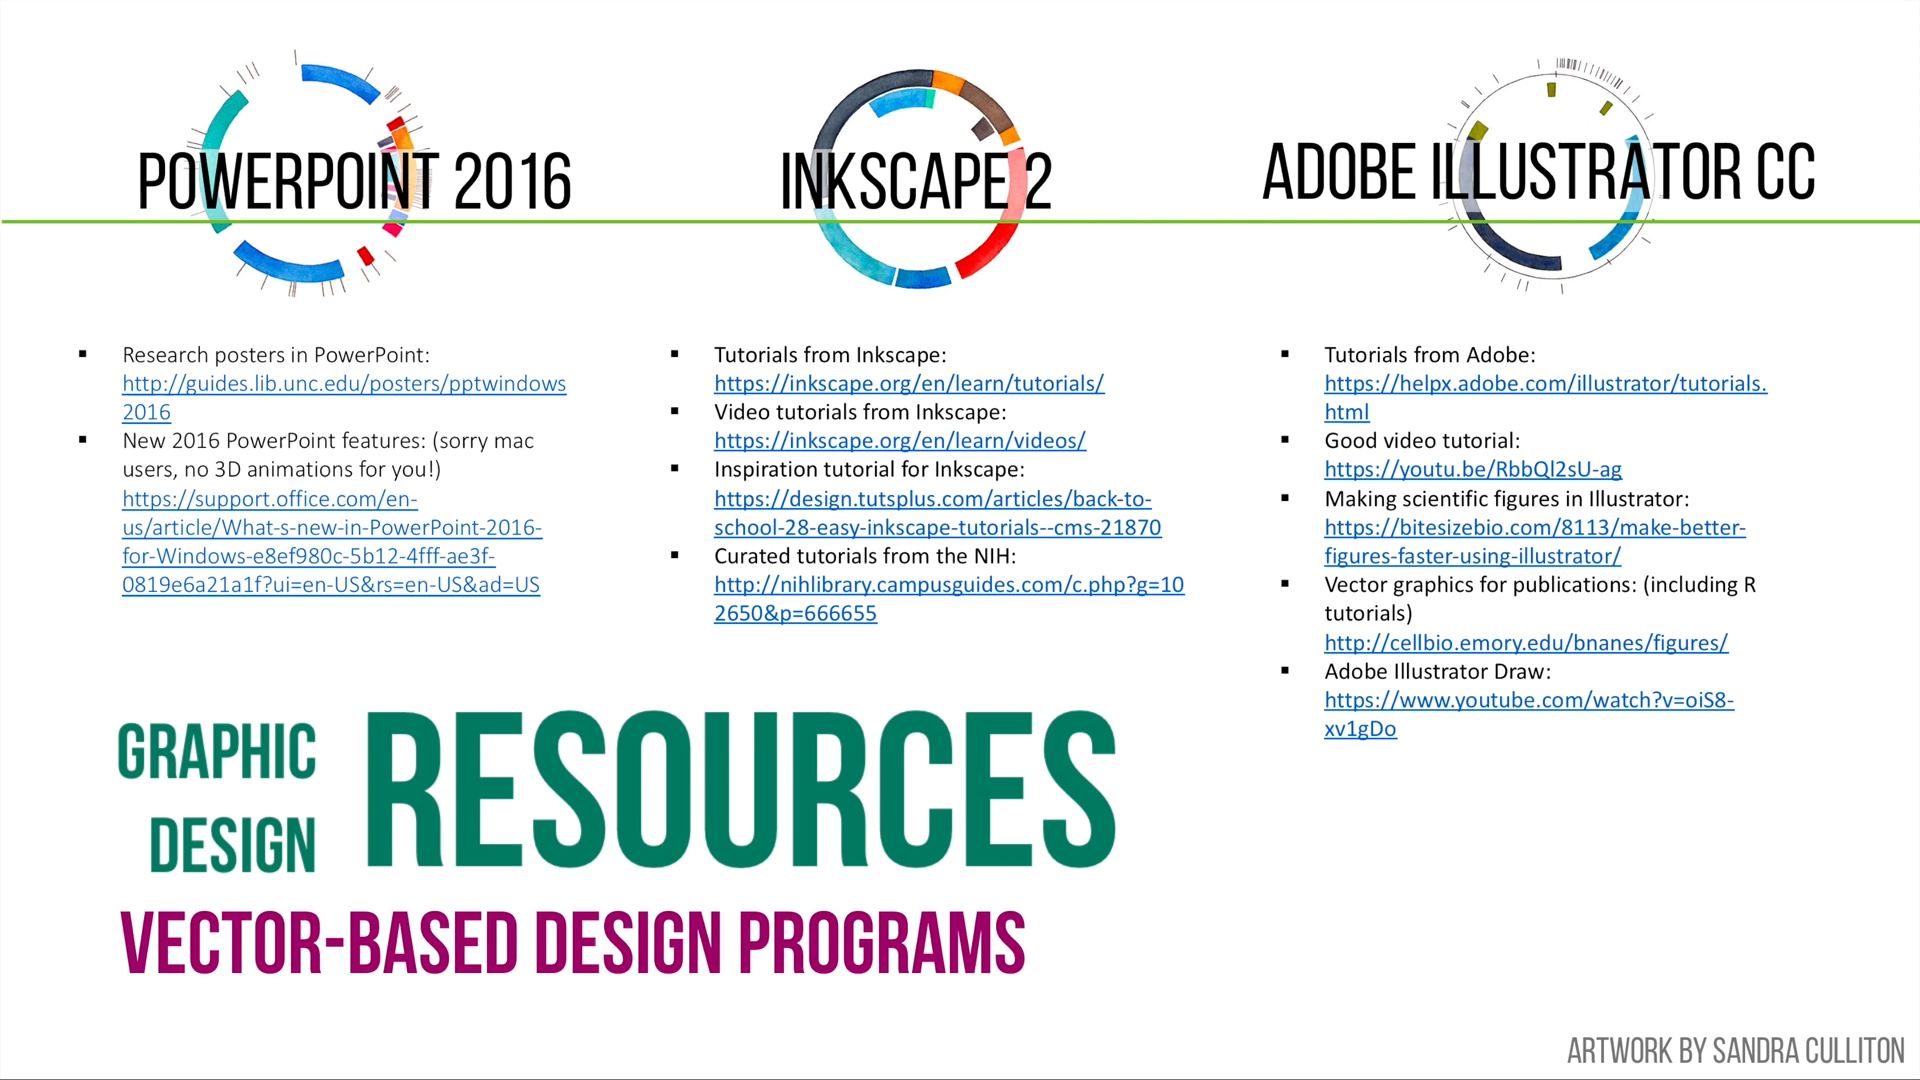 POWERPOINT 2016
INKSCAPE 2
ADOBE ILLUSTRATOR CC
▪ Research posters in PowerPoint:
http://guides.lib.unc.edu/posters/pptwindows
2016
▪ New 2016 PowerPoint features: (sorry mac
users, no 3D animations for you!)
https://support.office.com/en-
us/article/What-s-new-in-PowerPoint-2016-
for-Windows-e8ef980c-5b12-4fff-ae3f-
0819e6a21a1f?ui=en-US&rs=en-US&ad=US
▪ Tutorials from Inkscape:
https://inkscape.org/en/learn/tutorials/
▪ Video tutorials from Inkscape:
https://inkscape.org/en/learn/videos/
▪ Inspiration tutorial for Inkscape:
https://design.tutsplus.com/articles/back-to-
school-28-easy-inkscape-tutorials--cms-21870
▪ Curated tutorials from the NIH:
http://nihlibrary.campusguides.com/c.php?g=10
2650&p=666655
▪ Tutorials from Adobe:
https://helpx.adobe.com/illustrator/tutorials.
html
▪ Good video tutorial:
https://youtu.be/RbbQl2sU-ag
▪ Making scientific figures in Illustrator:
https://bitesizebio.com/8113/make-better-
figures-faster-using-illustrator/
▪ Vector graphics for publications: (including R
tutorials)
http://cellbio.emory.edu/bnanes/figures/
▪ Adobe Illustrator Draw:
https://www.youtube.com/watch?v=oiS8-
xv1gDo
GRAPHIC
DESIGN
RESOURCES
VECTOR-BASED DESIGN PROGRAMS
ARTWORK BY SANDRA CULLITON